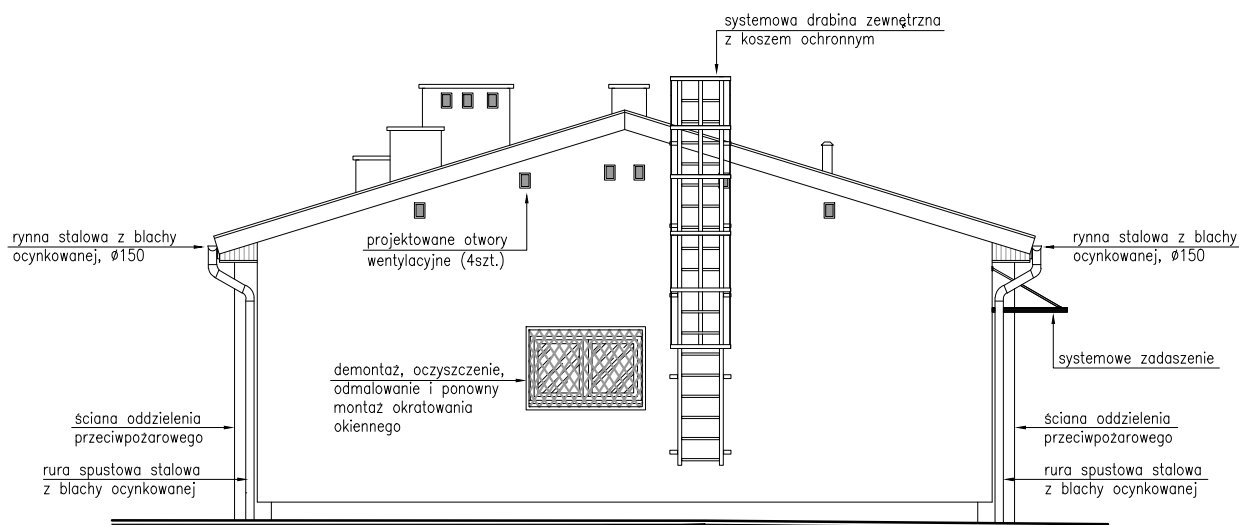 systemowa drabina zewnętrzna
z koszem ochronnym
rynna stalowa z blachy
ocynkowanej, ø150
projektowane otwory
wentylacyjne (4szt.)
rynna stalowa z blachy
ocynkowanej, ø150
systemowe zadaszenie
demontaż, oczyszczenie,
odmalowanie i ponowny
montaż okratowania
okiennego
ściana oddzielenia
przeciwpożarowego
ściana oddzielenia
przeciwpożarowego
rura spustowa stalowa
z blachy ocynkowanej
rura spustowa stalowa
z blachy ocynkowanej